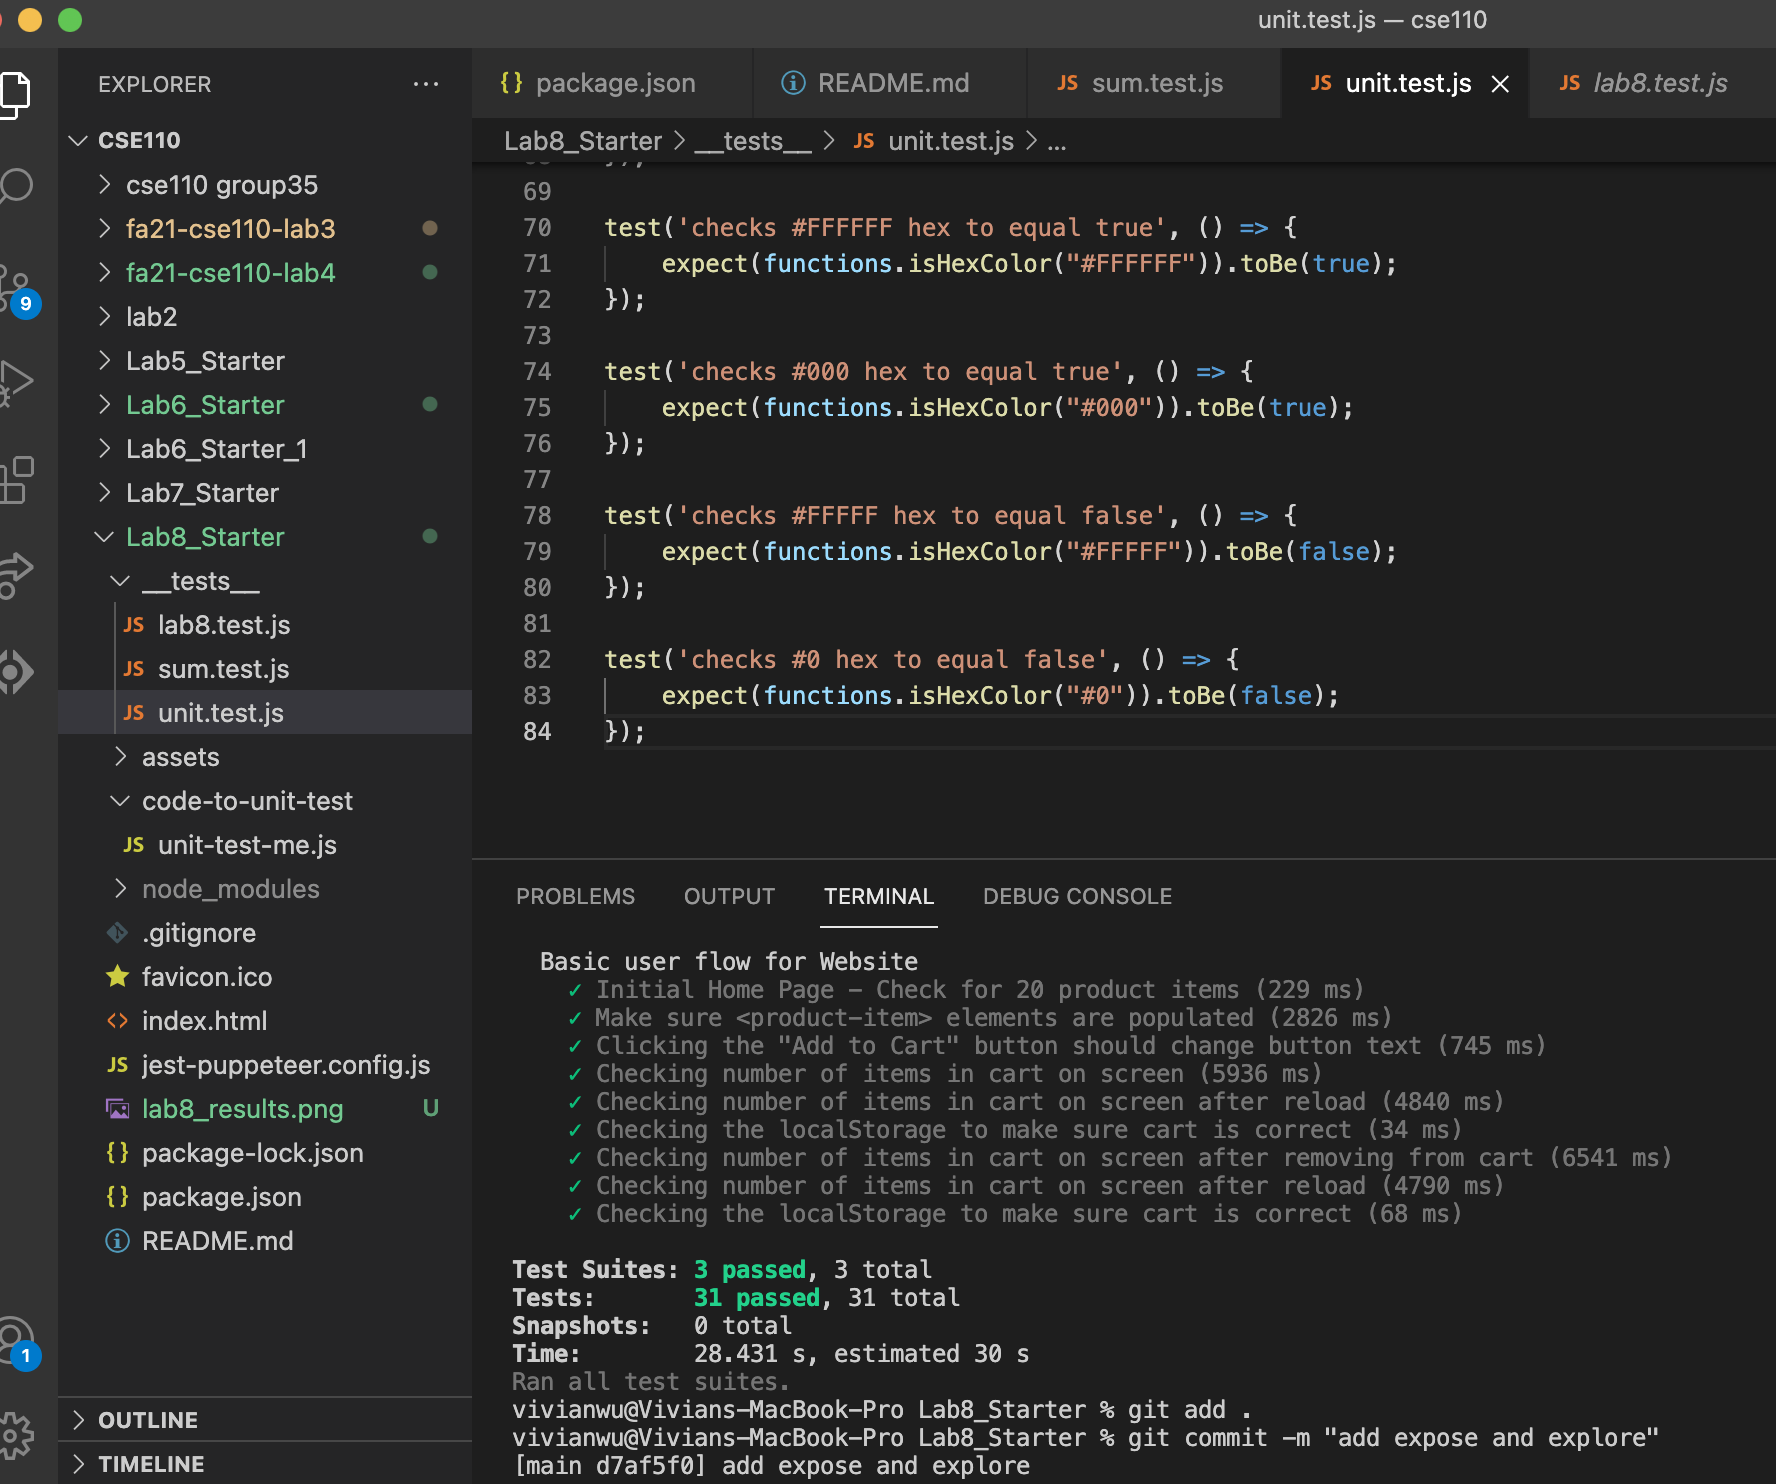 unit.test.js — cse110
EXPLORER
CSE110
cse110 group35
fa21-cse110-lab3
fa21-cse110-lab4
lab2
Lab5_Starter
Lab6_Starter
Lab6_Starter_1
Lab7_Starter
Lab8_Starter
__tests__
JS lab8.test.js
JS sum.test.js
JS unit.test.js
assets
code-to-unit-test
JS unit-test-me.js
node_modules
.gitignore
favicon.ico
<> index.html
JS jest-puppeteer.config.js
lab8_results.png U
{} package-lock.json
{} package.json
README.md
OUTLINE
TIMELINE
9
1
{} package.json
README.md
JS sum.test.js
JS unit.test.js
JS lab8.test.js
Lab8_Starter > __tests__ > JS unit.test.js > ...
69
70 test('checks #FFFFFF hex to equal true', () => {
71 expect(functions.isHexColor("#FFFFFF")).toBe(true);
72 });
73
74 test('checks #000 hex to equal true', () => {
75 expect(functions.isHexColor("#000")).toBe(true);
76 });
77
78 test('checks #FFFFF hex to equal false', () => {
79 expect(functions.isHexColor("#FFFFF")).toBe(false);
80 });
81
82 test('checks #0 hex to equal false', () => {
83 expect(functions.isHexColor("#0")).toBe(false);
84 });
PROBLEMS OUTPUT TERMINAL DEBUG CONSOLE
Basic user flow for Website
✓ Initial Home Page – Check for 20 product items (229 ms)
✓ Make sure <product-item> elements are populated (2826 ms)
✓ Clicking the "Add to Cart" button should change button text (745 ms)
✓ Checking number of items in cart on screen (5936 ms)
✓ Checking number of items in cart on screen after reload (4840 ms)
✓ Checking the localStorage to make sure cart is correct (34 ms)
✓ Checking number of items in cart on screen after removing from cart (6541 ms)
✓ Checking number of items in cart on screen after reload (4790 ms)
✓ Checking the localStorage to make sure cart is correct (68 ms)
Test Suites: 3 passed, 3 total
Tests: 31 passed, 31 total
Snapshots: 0 total
Time: 28.431 s, estimated 30 s
Ran all test suites.
vivianwu@Vivians-MacBook-Pro Lab8_Starter % git add .
vivianwu@Vivians-MacBook-Pro Lab8_Starter % git commit -m "add expose and explore"
[main d7af5f0] add expose and explore